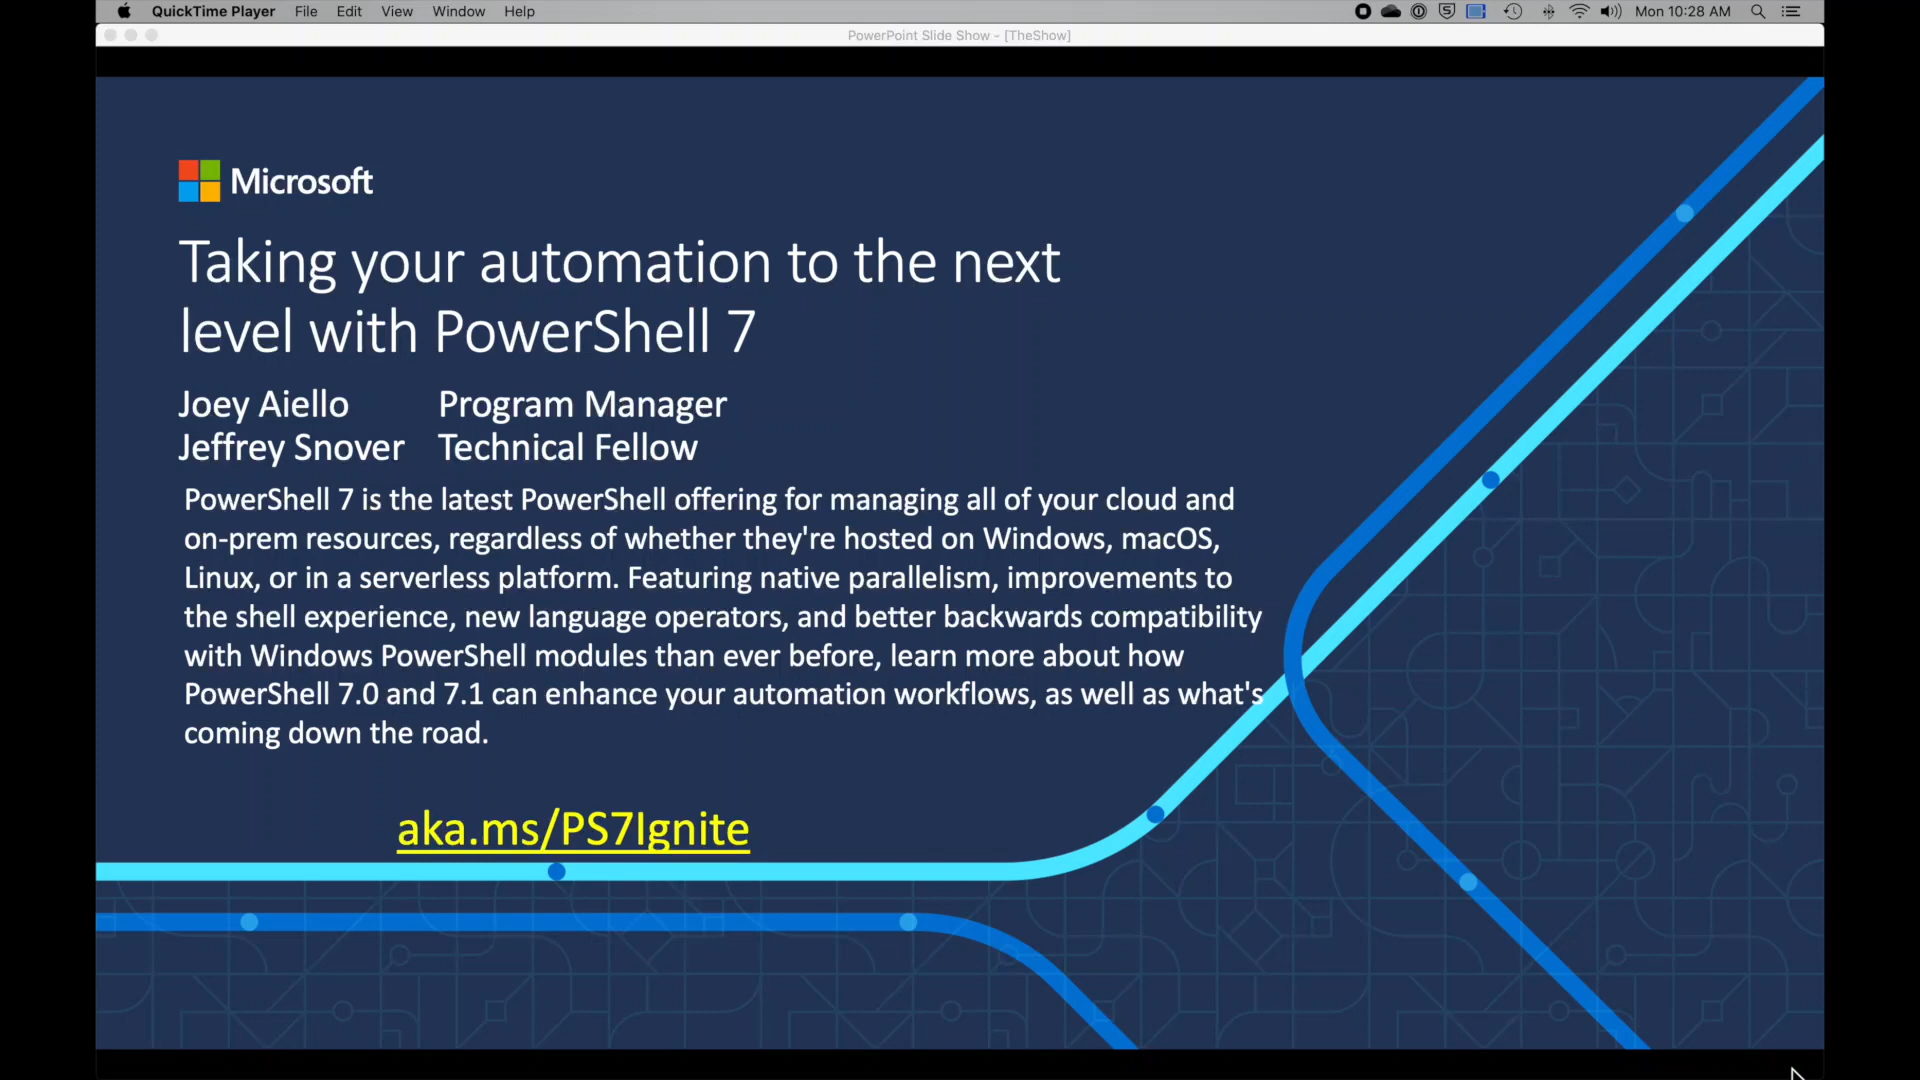 QuickTime Player File Edit View Window Help Mon 10:28 AM
PowerPoint Slide Show - [TheShow]
Microsoft
Taking your automation to the next
level with PowerShell 7
Joey Aiello Program Manager
Jeffrey Snover Technical Fellow
PowerShell 7 is the latest PowerShell offering for managing all of your cloud and
on-prem resources, regardless of whether they're hosted on Windows, macOS,
Linux, or in a serverless platform. Featuring native parallelism, improvements to
the shell experience, new language operators, and better backwards compatibility
with Windows PowerShell modules than ever before, learn more about how
PowerShell 7.0 and 7.1 can enhance your automation workflows, as well as what's
coming down the road.
aka.ms/PS7Ignite